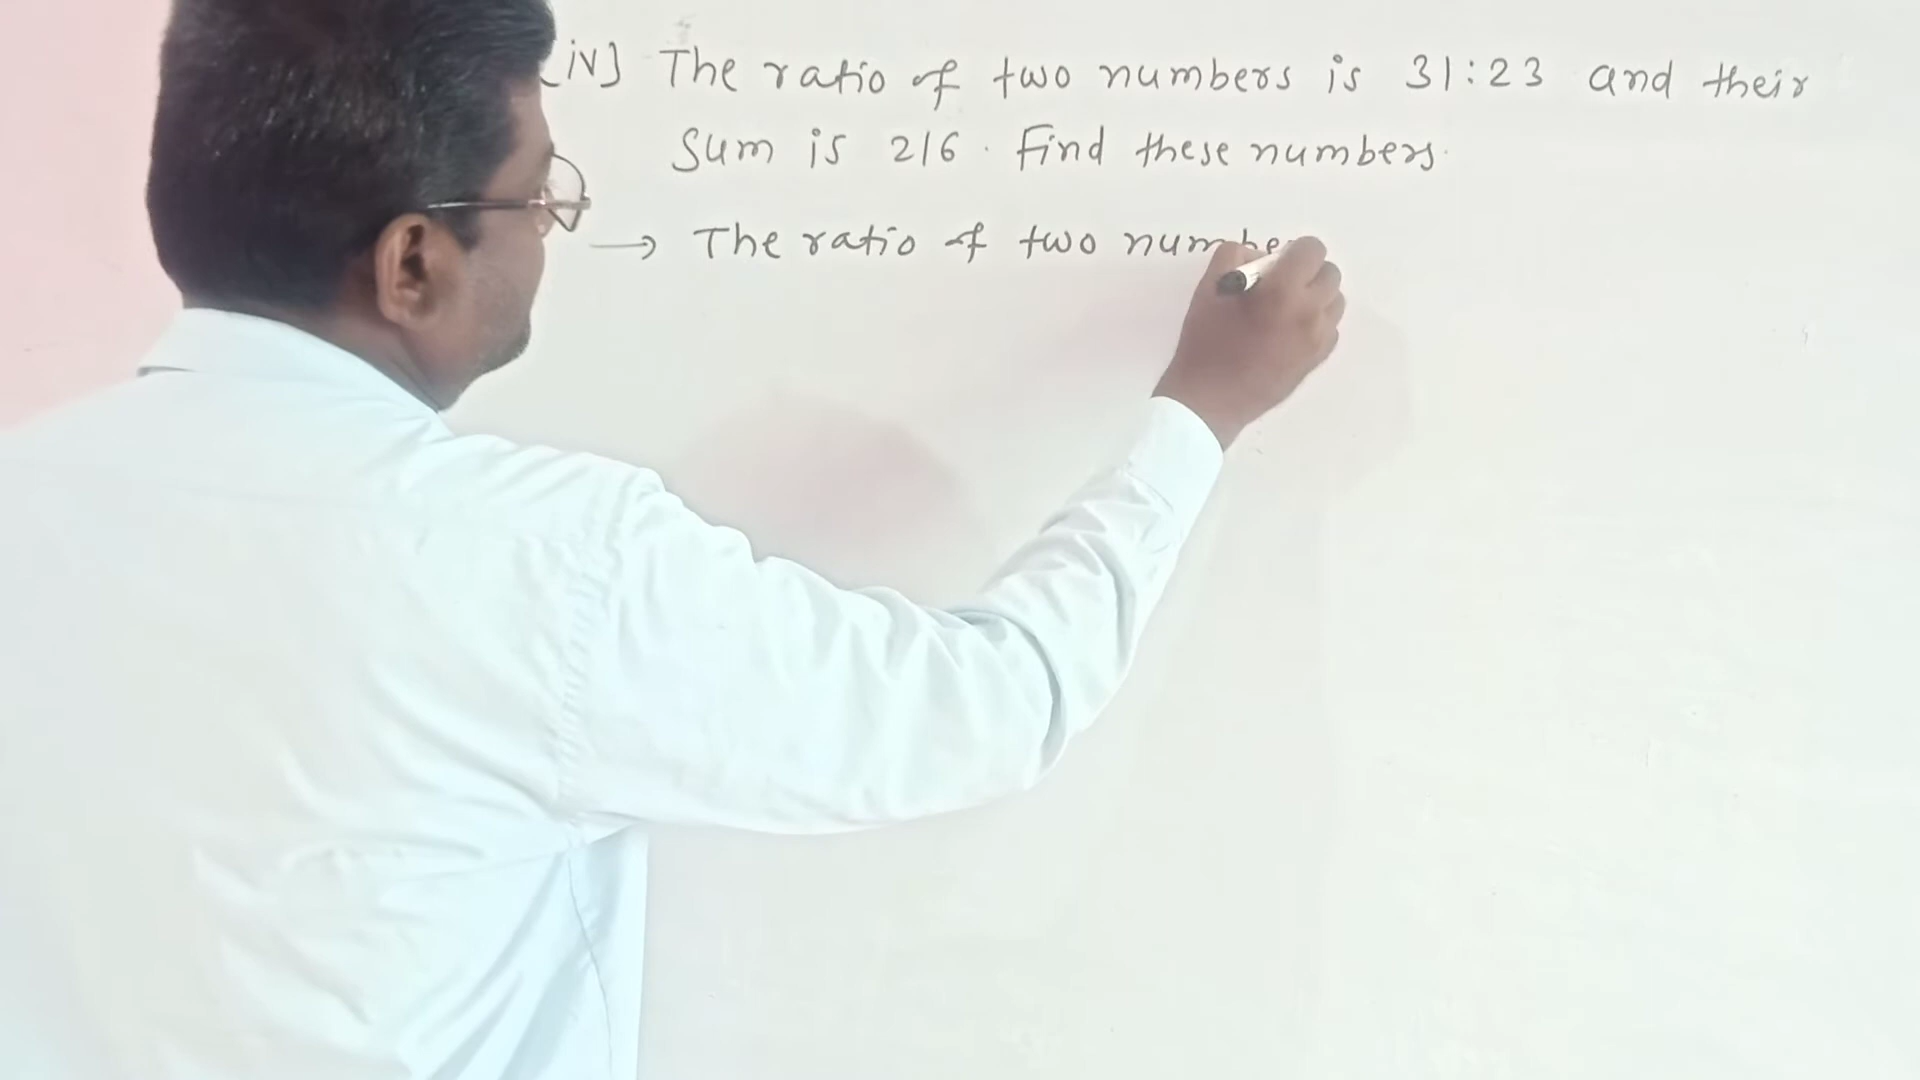 iv] The ratio of two numbers is 31:23 and their
Sum is 216. Find these numbers.
→ The ratio of two numbe